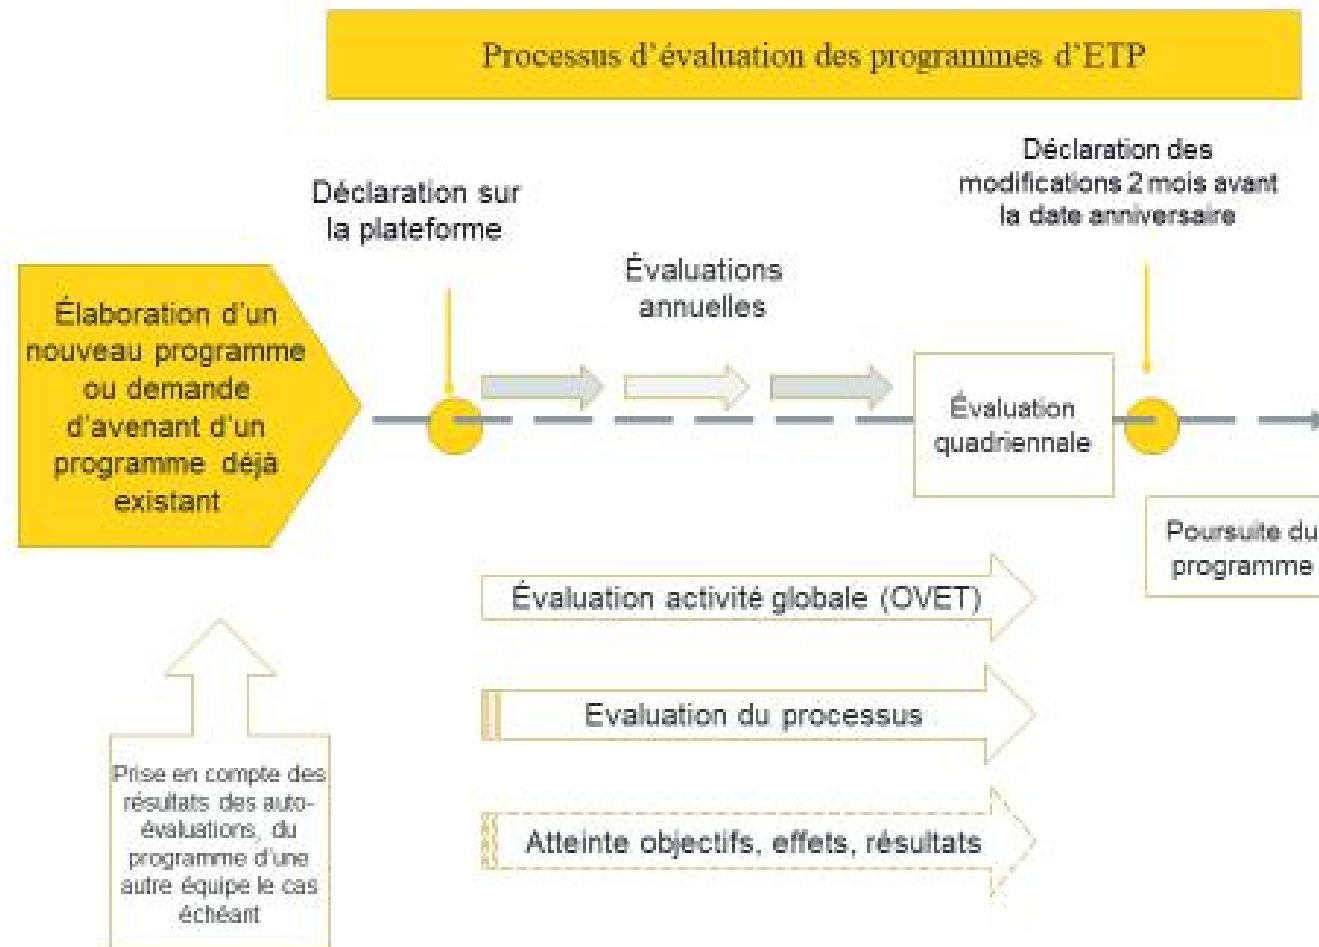 Processus d'évaluation des programmes d'ETP
Déclaration sur
la plateforme
Évaluations
annuelles
Déclaration des
modifications 2 mois avant
la date anniversaire
Élaboration d'un
nouveau programme
ou demande
d'avenant d'un
programme déjà
existant
Évaluation
quadriennale
Poursuite du
programme
Évaluation activité globale (OVET)
Evaluation du processus
Atteinte objectifs, effets, résultats
Prise en compte des
résultats des auto-
évaluations, du
programme d'une
autre équipe le cas
échéant